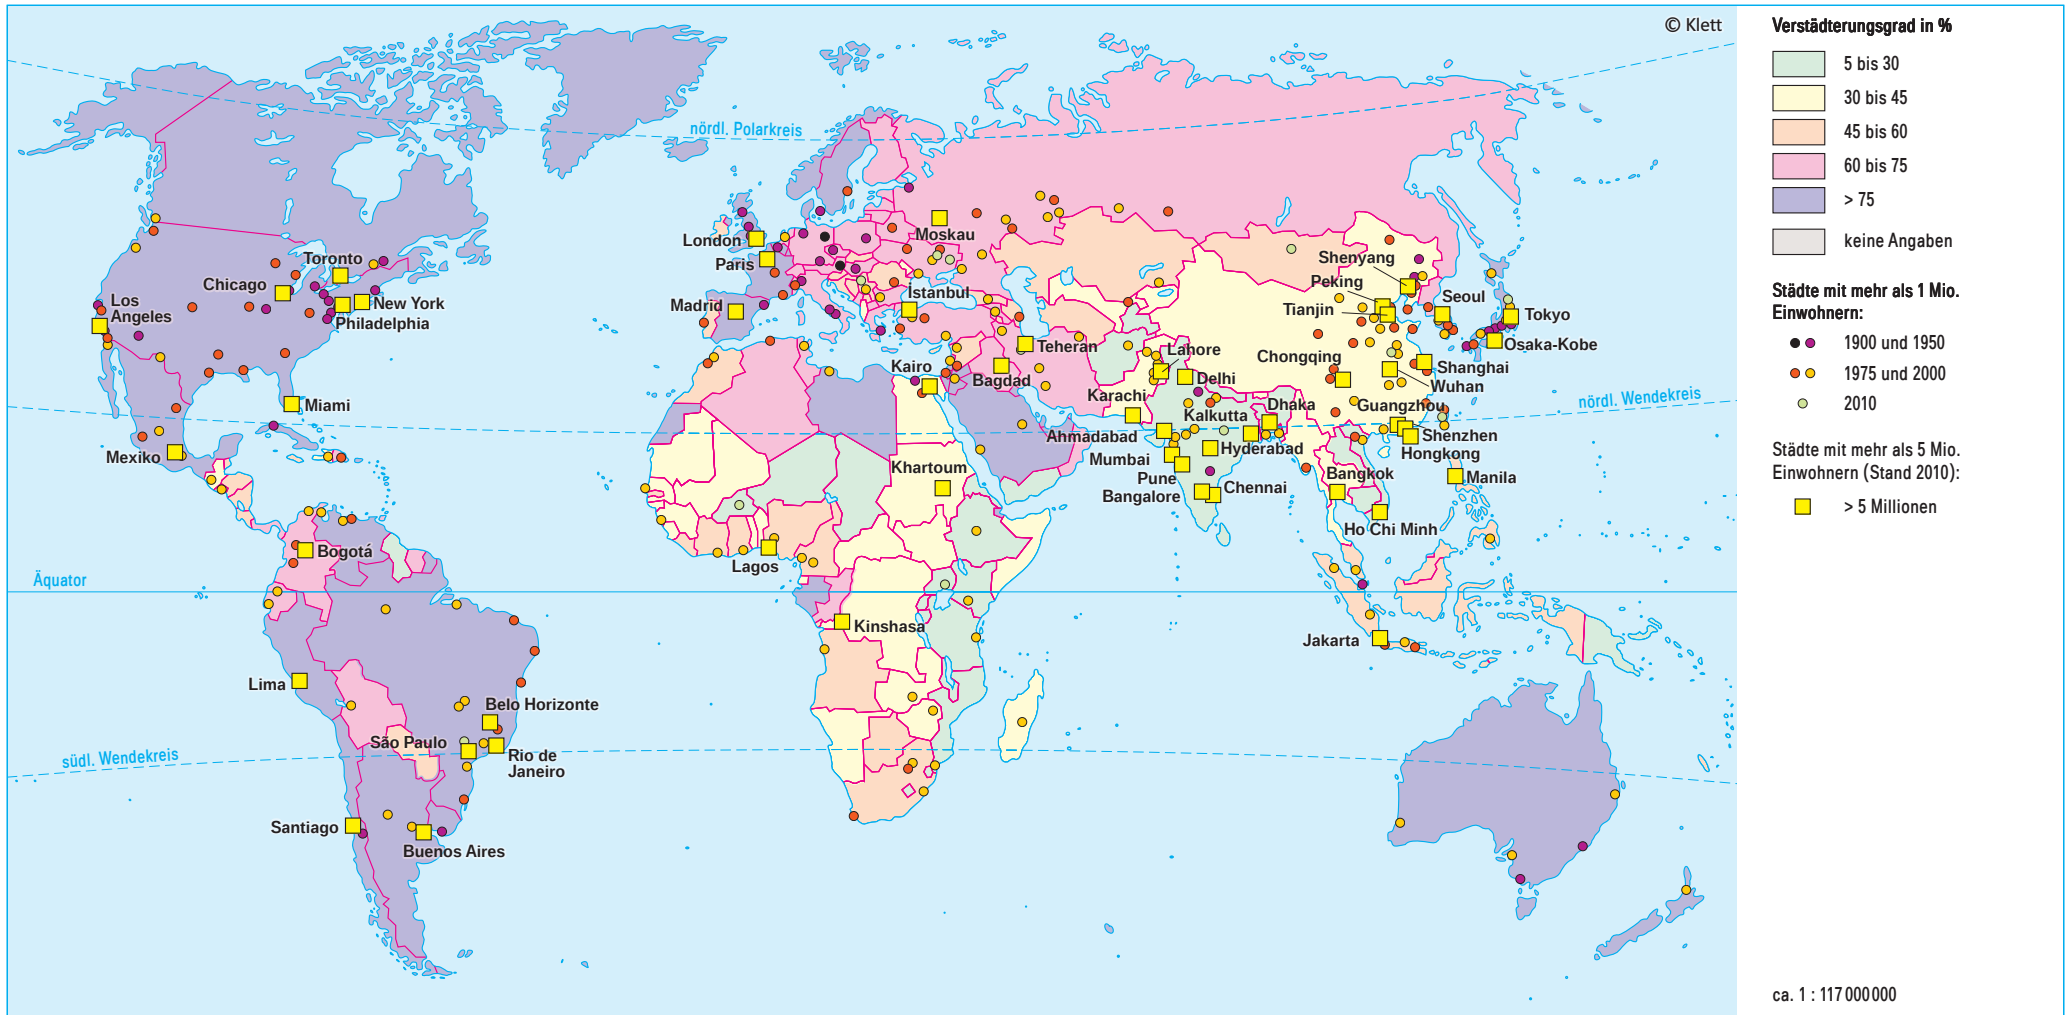 © Klett
nördl. Polarkreis
Toronto
Chicago
New York
Philadelphia
Los
Angeles
Miami
Mexiko
London
Paris
Madrid
Moskau
İstanbul
Kairo
Bagdad
Teheran
Lahore
Delhi
Karachi
Kalkutta
Dhaka
Ahmadabad
Hyderabad
Mumbai
Pune
Bangalore
Chennai
Shenyang
Peking
Tianjin
Seoul
Tokyo
Osaka-Kobe
Chongqing
Shanghai
Wuhan
Guangzhou
Shenzhen
Hongkong
nördl. Wendekreis
Manila
Bangkok
Ho Chi Minh
Khartoum
Lagos
Kinshasa
Jakarta
Bogotá
Äquator
Lima
Belo Horizonte
São Paulo
Rio de
Janeiro
südl. Wendekreis
Santiago
Buenos Aires
Verstädterungsgrad in %
5 bis 30
30 bis 45
45 bis 60
60 bis 75
> 75
keine Angaben
Städte mit mehr als 1 Mio.
Einwohnern:
1900 und 1950
1975 und 2000
2010
Städte mit mehr als 5 Mio.
Einwohnern (Stand 2010):
> 5 Millionen
ca. 1 : 117 000 000